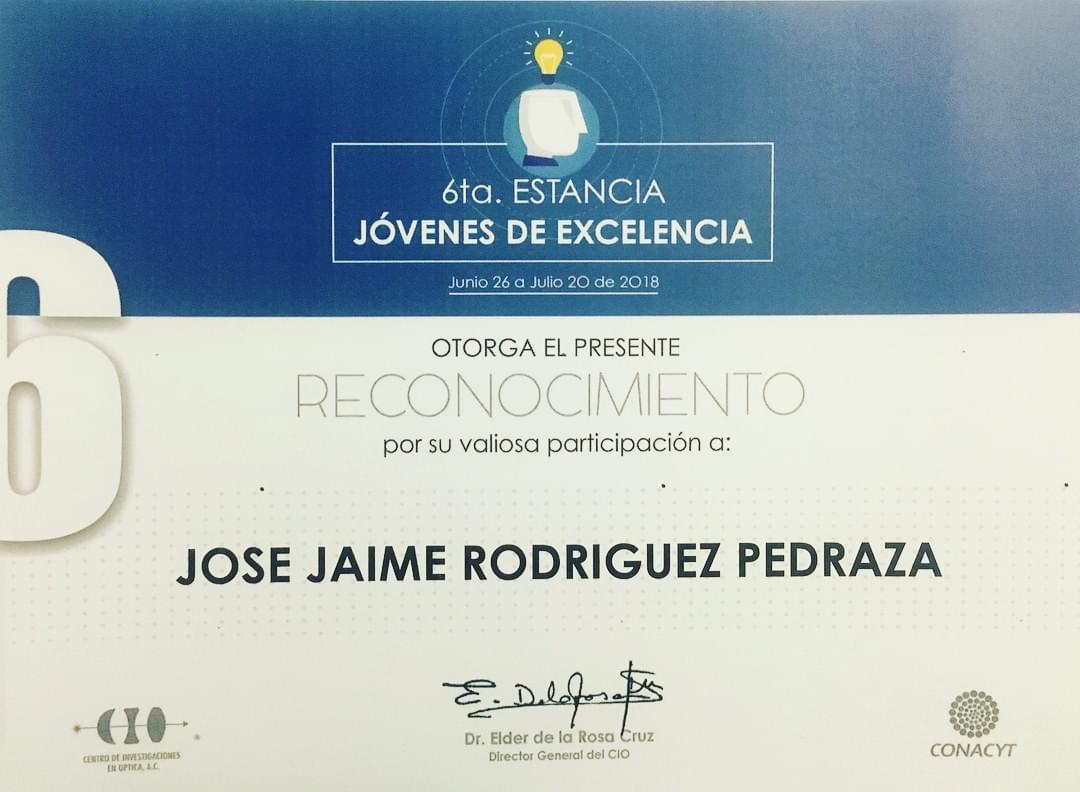 6ta. ESTANCIA
JÓVENES DE EXCELENCIA
Junio 26 a Julio 20 de 2018
6
OTORGA EL PRESENTE
RECONOCIMIENTO
por su valiosa participación a:
JOSE JAIME RODRIGUEZ PEDRAZA
E. DelaRosa
Dr. Elder de la Rosa Cruz
Director General del CIO
CIO
CENTRO DE INVESTIGACIONES
EN OPTICA, A.C.
CONACYT